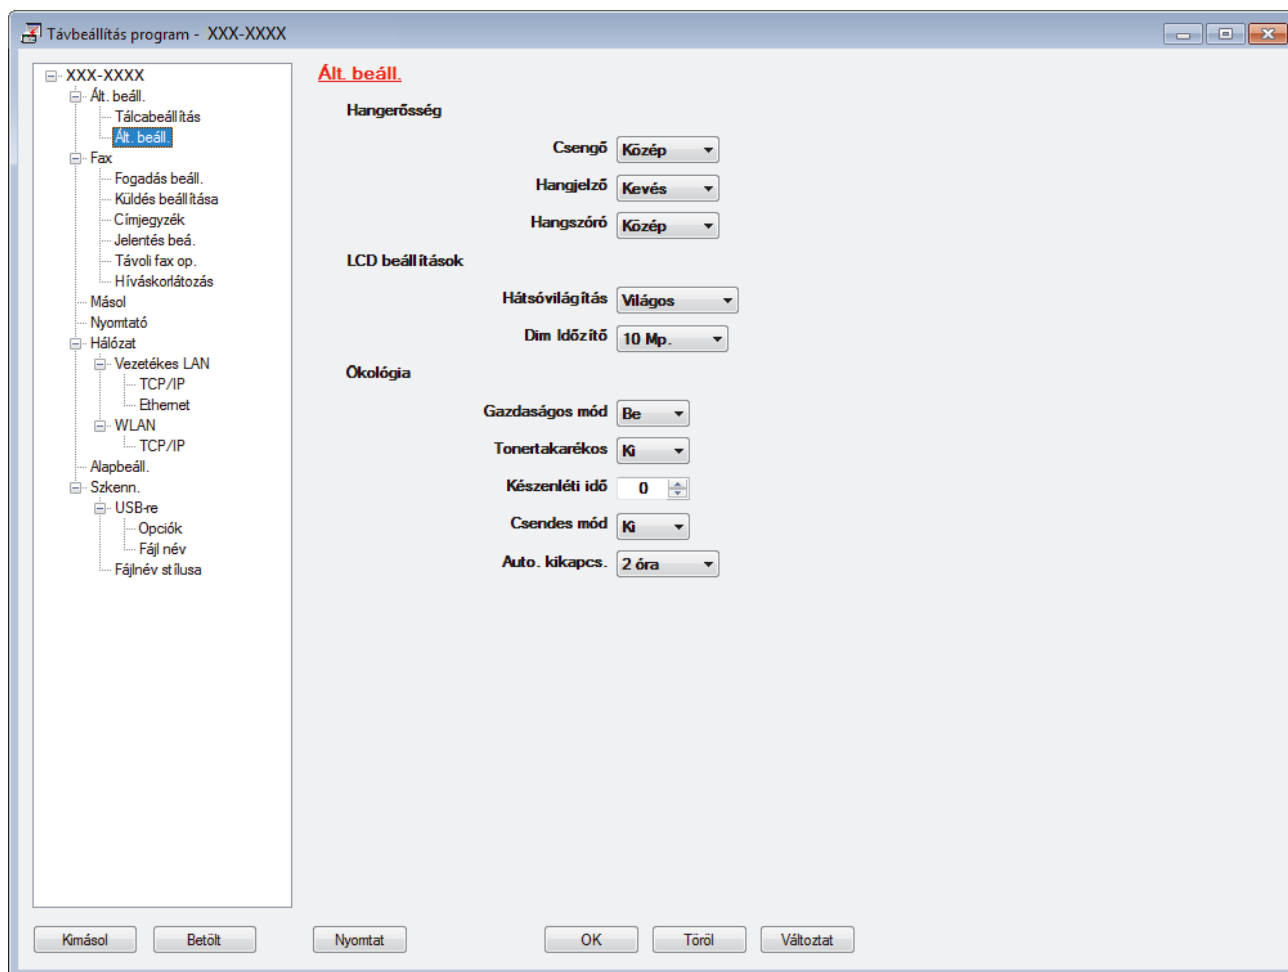 Távbeállítás program - XXX-XXXX
XXX-XXXX
Ált. beáll.
Tálcabeállítás
Ált. beáll.
Fax
Fogadás beáll.
Küldés beállítása
Címjegyzék
Jelentés beá.
Távoli fax op.
Híváskorlátozás
Másol
Nyomtató
Hálózat
Vezetékes LAN
TCP/IP
Ethernet
WLAN
TCP/IP
Alapbeáll.
Szkenn.
USB-re
Opciók
Fájl név
Fájlnév stílusa
Ált. beáll.
Hangerősség
Csengő Közép
Hangjelző Kevés
Hangszóró Közép
LCD beállítások
Hátsóvilágítás Világos
Dim Időzítő 10 Mp.
Okológia
Gazdaságos mód Be
Tonertakarékos Ki
Készenléti idő 0
Csendes mód Ki
Auto. kikapcs. 2 óra
Kimásol Betölt Nyomtat OK Töröl Változtat